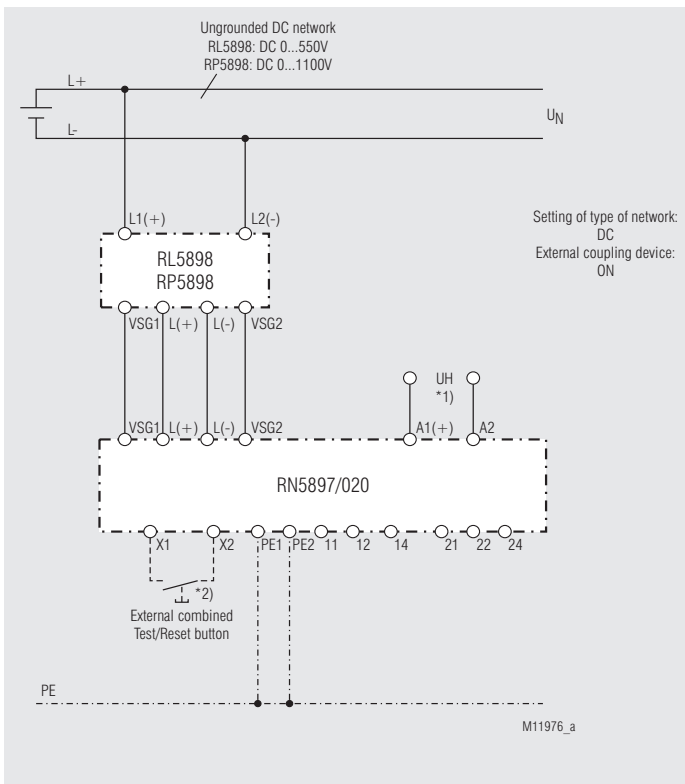 Ungrounded DC network
RL5898: DC 0...550V
RP5898: DC 0...1100V
L+
L-
UN
L1(+) L2(-)
Setting of type of network:
DC
External coupling device:
ON
RL5898
RP5898
VSG1 L(+) L(-) VSG2
UH
*1)
VSG1 L(+) L(-) VSG2 A1(+) A2
RN5897/020
X1 X2 PE1 PE2 11 12 14 21 22 24
*2)
External combined
Test/Reset button
PE
M11976_a